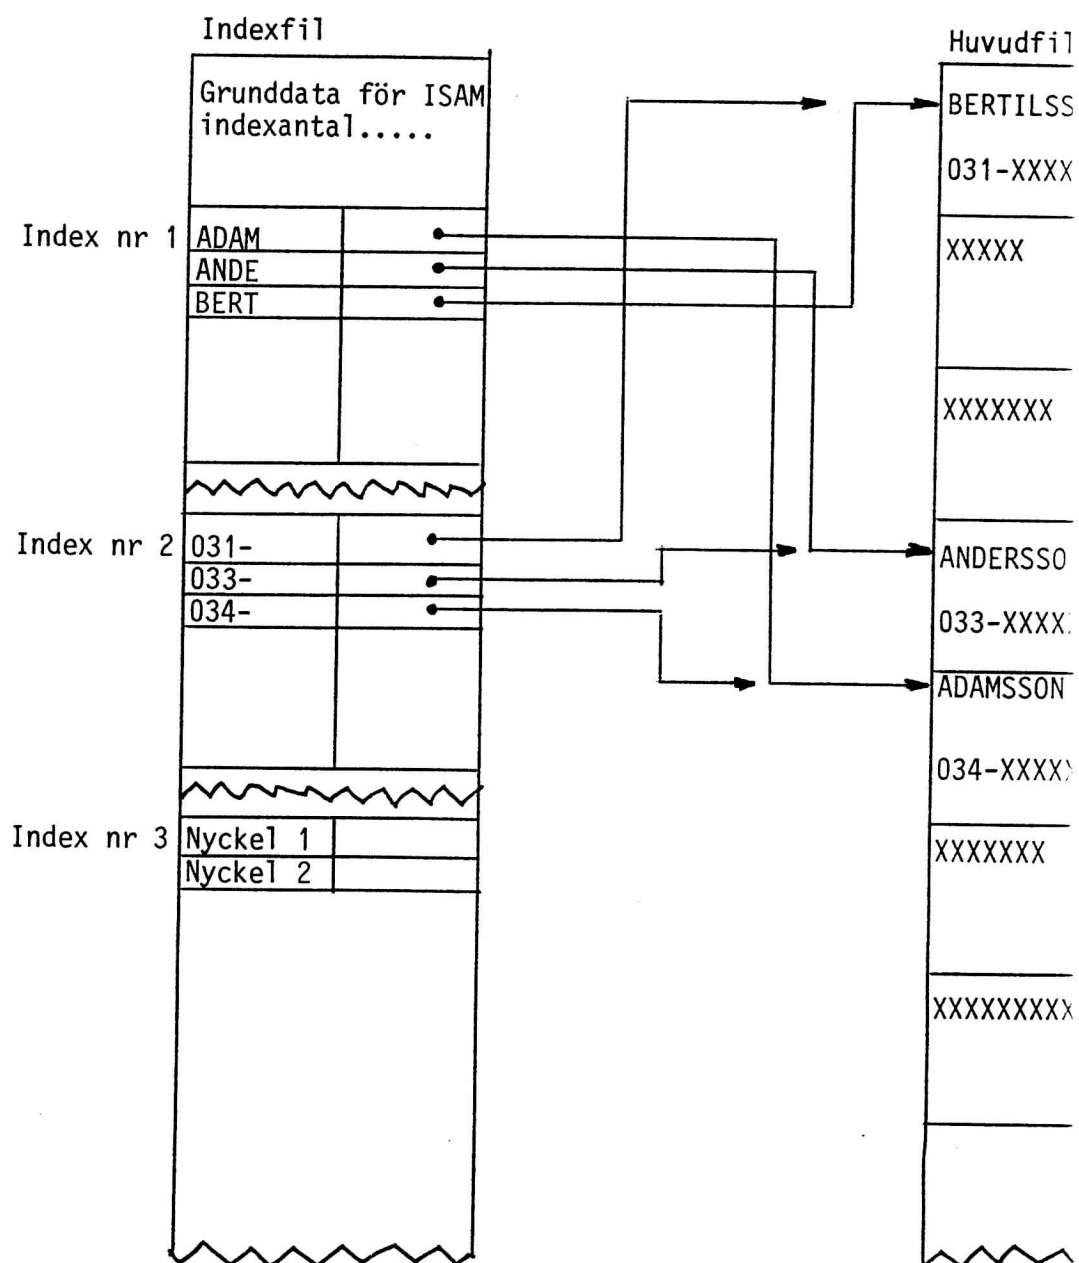 Indexfil
Grunddata för ISAM
indexantal.....
Index nr 1
ADAM
ANDE
BERT
Index nr 2
031-
033-
034-
Index nr 3
Nyckel 1
Nyckel 2
Huvudfil
BERTILSS
031-XXXX
XXXXX
XXXXXXX
ANDERSSO
033-XXXX
ADAMSSON
034-XXXXX
XXXXXXX
XXXXXXXXX